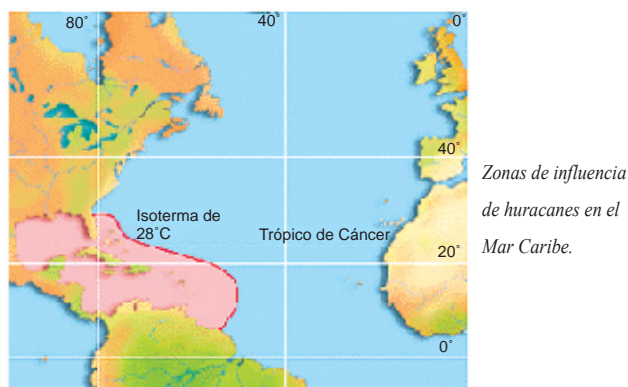 80˚
40˚
0˚
40˚
Isoterma de
28˚C
Trópico de Cáncer
20˚
0˚
Zonas de influencia
de huracanes en el
Mar Caribe.